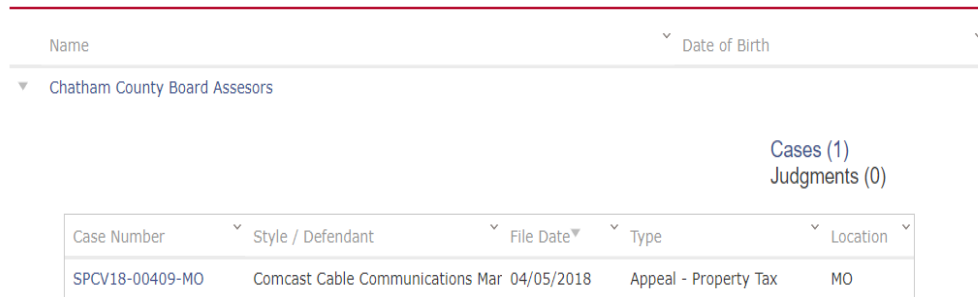 Name Date of Birth
Chatham County Board Assesors
Cases (1)
Judgments (0)
Case Number Style / Defendant File Date Type Location
SPCV18-00409-MO Comcast Cable Communications Mar 04/05/2018 Appeal - Property Tax MO